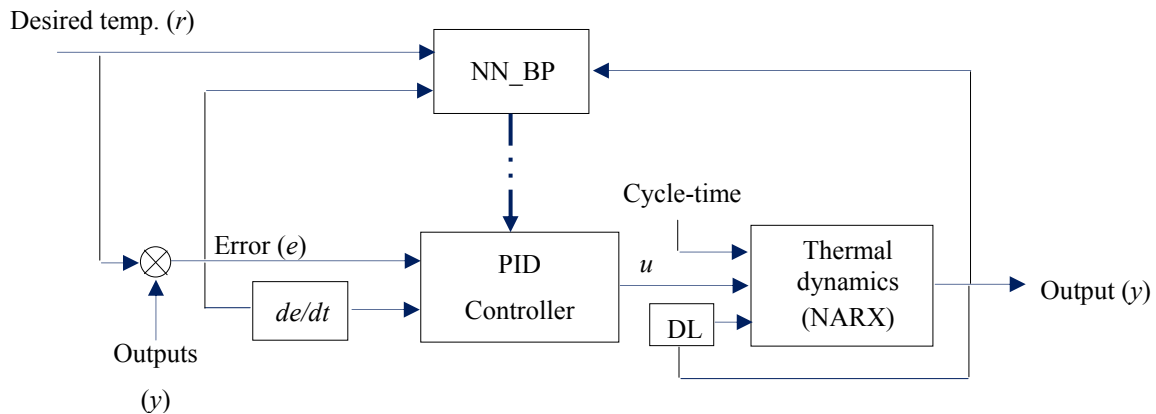 Desired temp. (r)
NN_BP
Cycle-time
Error (e)
PID
Controller
u
Thermal
dynamics
(NARX)
Output (y)
de/dt
DL
Outputs
(y)